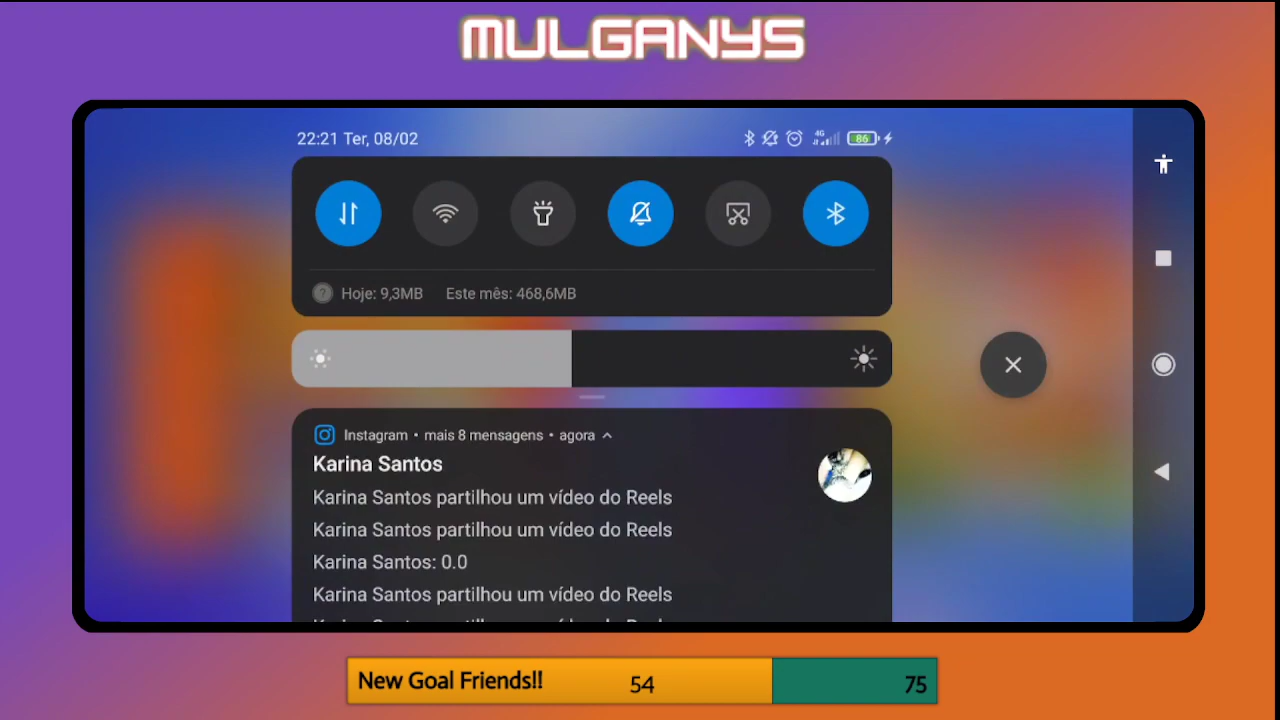 MULGANYS
22:21 Ter, 08/02
4G
86
Hoje: 9,3MB Este mês: 468,6MB
Instagram • mais 8 mensagens • agora
Karina Santos
Karina Santos partilhou um vídeo do Reels
Karina Santos partilhou um vídeo do Reels
Karina Santos: 0.0
Karina Santos partilhou um vídeo do Reels
New Goal Friends!! 54 75